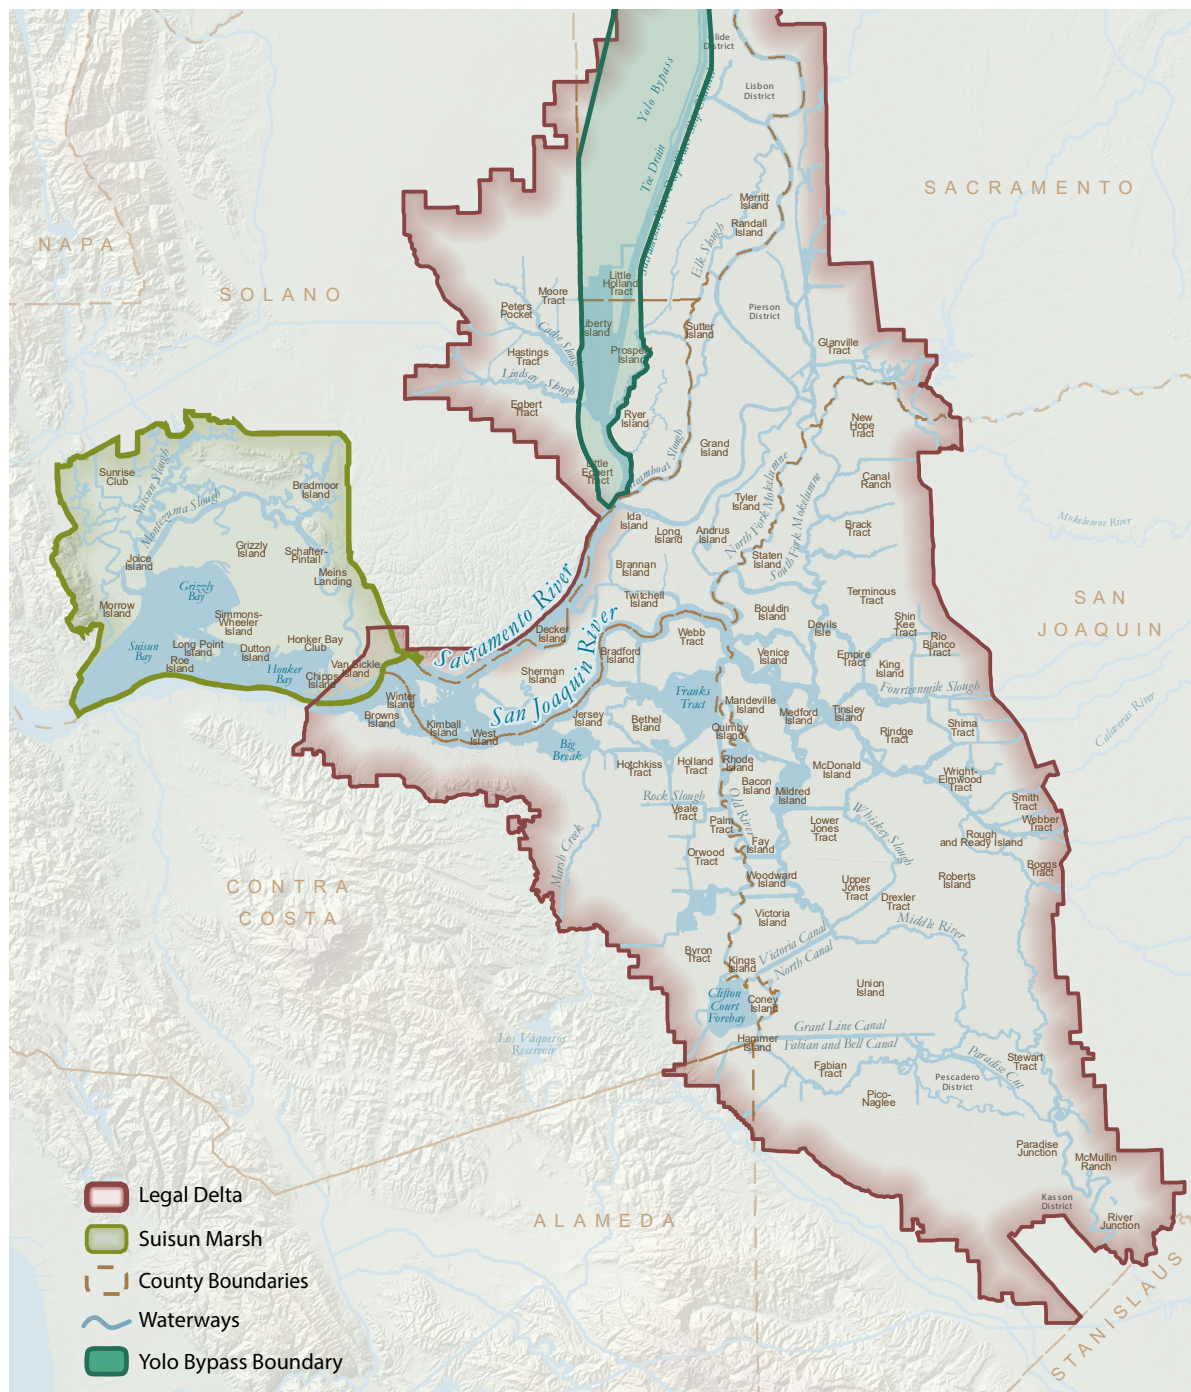 Glide
District
Lisbon
District
Yolo Bypass
Toe Drain
SACRAMENTO
NAPA
SOLANO
Merritt
Island
Randall
Island
Elk Slough
Little
Holland
Tract
Moore
Tract
Peters
Pocket
Cache Slough
Liberty
Island
Pierson
District
Sutter
Island
Prospect
Island
Glanville
Tract
Hastings
Tract
Lindsay Slough
Egbert
Tract
Ryer
Island
New
Hope
Tract
Grand
Island
Steamboat Slough
Little
Egbert
Tract
Canal
Ranch
Sunrise
Club
Suisun Slough
Montezuma Slough
Bradmoor
Island
Tyler
Island
North Fork Mokelumne
South Fork Mokelumne
Mokelumne River
Ida
Island
Long
Island
Andrus
Island
Brack
Tract
Grizzly
Island
Schafter-
Pintail
Joice
Island
Meins
Landing
Staten
Island
Brannan
Island
Grizzly
Bay
Sacramento River
Twitchell
Island
Terminous
Tract
Morrow
Island
Simmons-
Wheeler
Island
Bouldin
Island
Devils
Isle
Shin
Kee
Tract
Rio
Blanco
Tract
SAN
JOAQUIN
Decker
Island
Webb
Tract
Suisun
Bay
Long Point
Island
Roe
Island
Dutton
Island
Honker Bay
Club
Honker
Bay
Van Sickle
Island
Chipps
Island
Bradford
Island
Venice
Island
Empire
Tract
King
Island
Sherman
Island
San Joaquin River
Fourteenmile Slough
Winter
Island
Browns
Island
Kimball
Island
West
Island
Franks
Tract
Mandeville
Island
Medford
Island
Tinsley
Island
Jersey
Island
Bethel
Island
Quimby
Island
Rindge
Tract
Shima
Tract
Calaveras River
Big
Break
Hotchkiss
Tract
Holland
Tract
Rhode
Island
McDonald
Island
Wright-
Elmwood
Tract
Bacon
Island
Mildred
Island
Smith
Tract
Rock Slough
Veale
Tract
Old River
Palm
Tract
Lower
Jones
Tract
Whiskey Slough
Webber
Tract
Rough
and Ready Island
Marsh Creek
Orwood
Tract
Fay
Island
Boggs
Tract
Woodward
Island
Upper
Jones
Tract
Roberts
Island
Drexler
Tract
CONTRA
COSTA
Victoria
Island
Middle River
Victoria Canal
North Canal
Byron
Tract
Kings
Island
Clifton
Court
Forebay
Coney
Island
Union
Island
Los Vaqueros
Reservoir
Hammer
Island
Grant Line Canal
Fabian and Bell Canal
Fabian
Tract
Paradise Cut
Stewart
Tract
Pescadero
District
Pico-
Naglee
Paradise
Junction
McMullin
Ranch
Kasson
District
River
Junction
ALAMEDA
STANISLAUS
Legal Delta
Suisun Marsh
County Boundaries
Waterways
Yolo Bypass Boundary